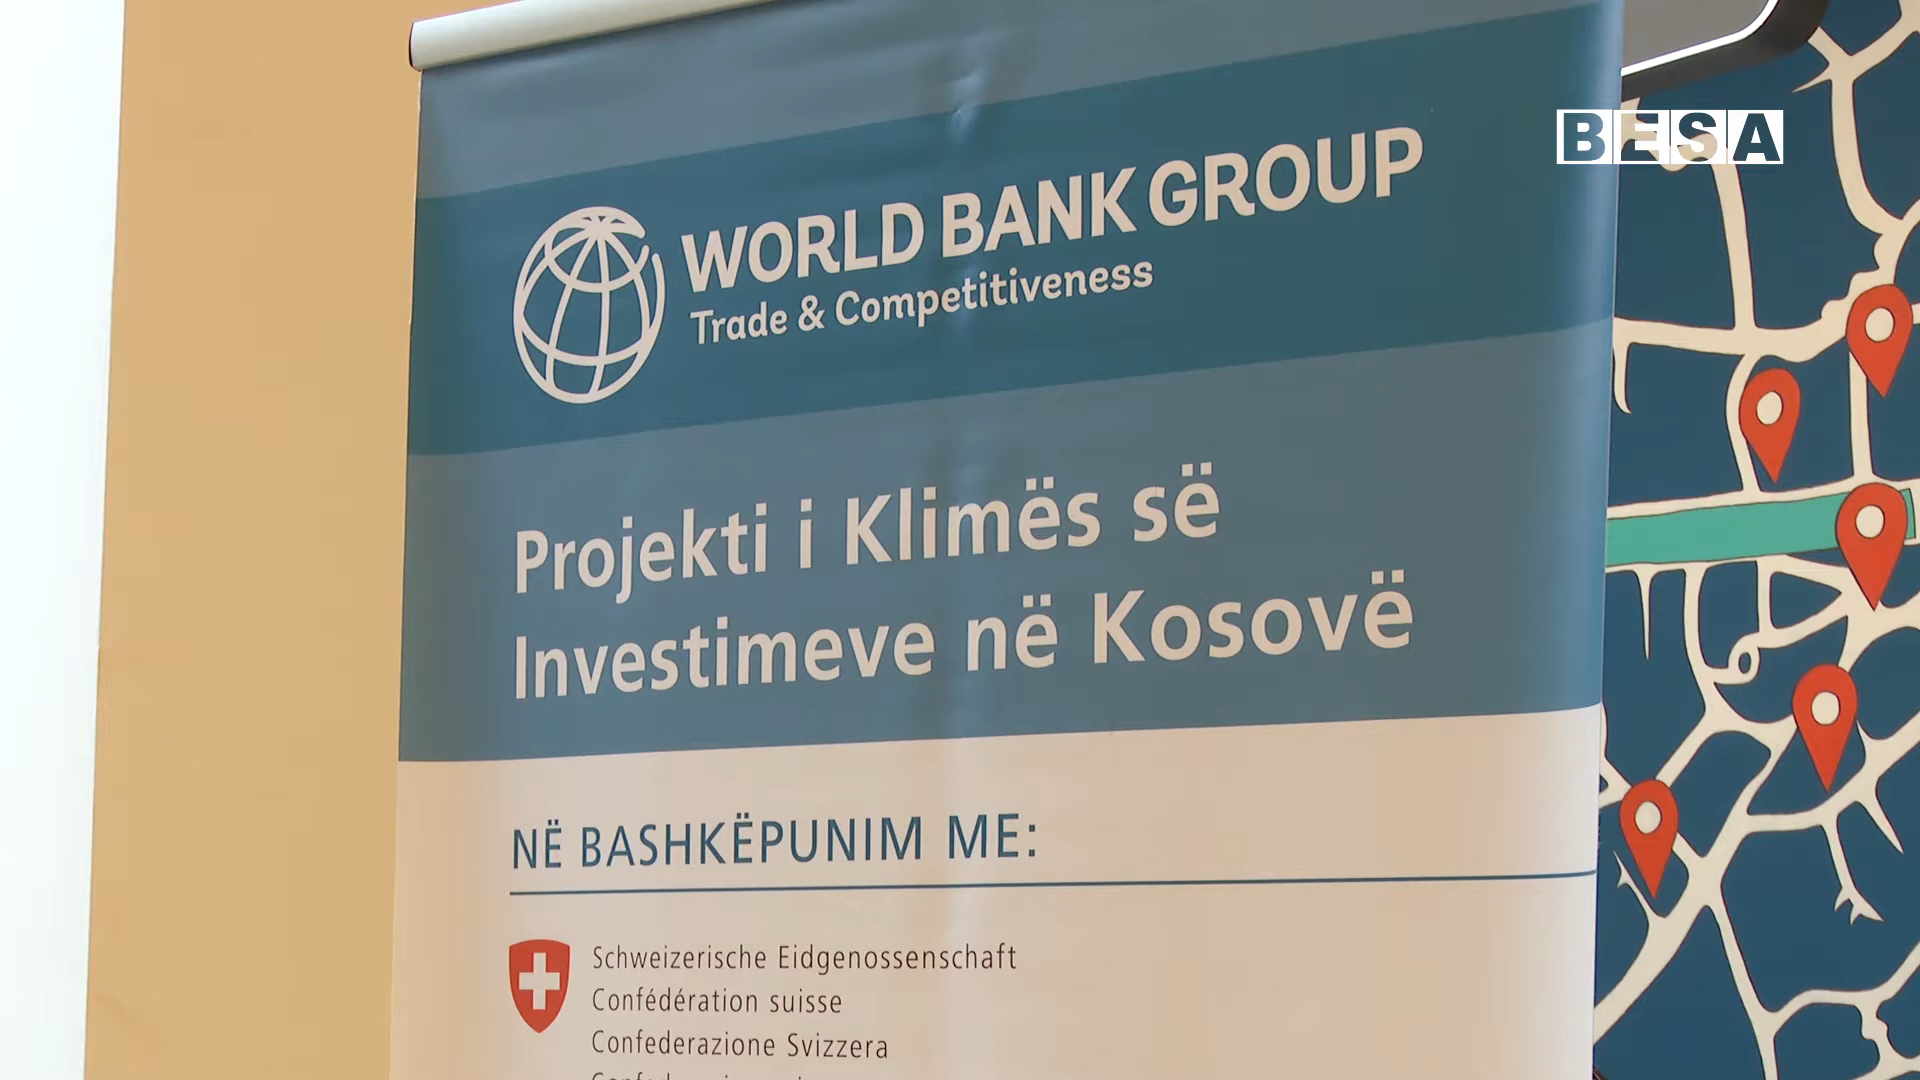 BESA
WORLD BANK GROUP
Trade & Competitiveness
Projekti i Klimës së
Investimeve në Kosovë
NË BASHKËPUNIM ME:
Schweizerische Eidgenossenschaft
Confédération suisse
Confederazione Svizzera